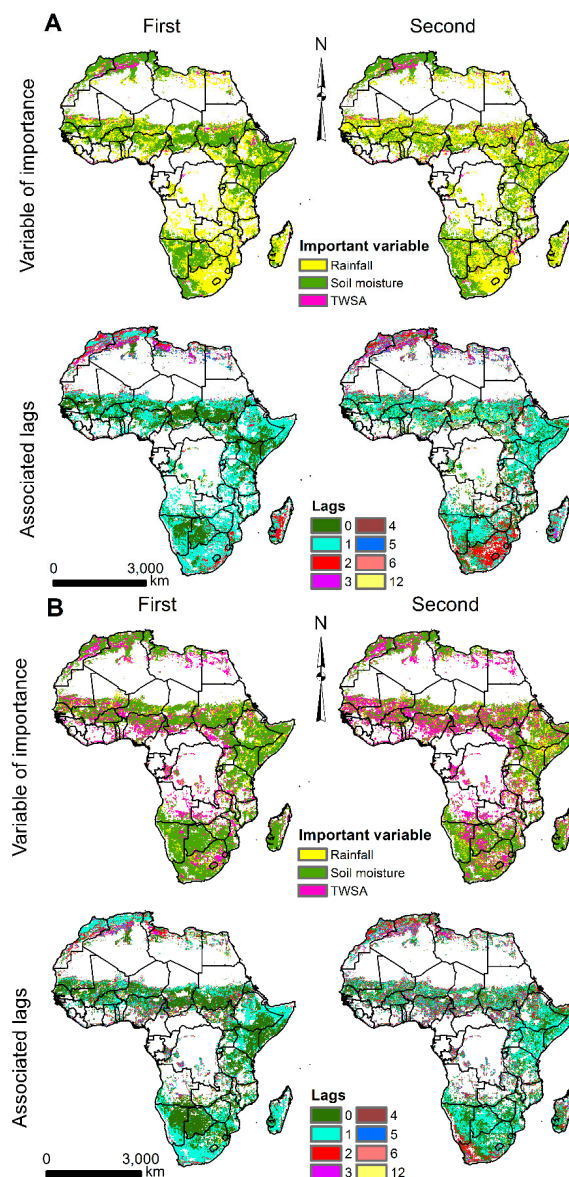 A
First
Second
N
Variable of importance
Important variable
Rainfall
Soil moisture
TWSA
Associated lags
Lags
0 4
1 5
2 6
3 12
0 3,000
km
B
First
Second
N
Variable of importance
Important variable
Rainfall
Soil moisture
TWSA
Associated lags
Lags
0 4
1 5
2 6
3 12
0 3,000
km